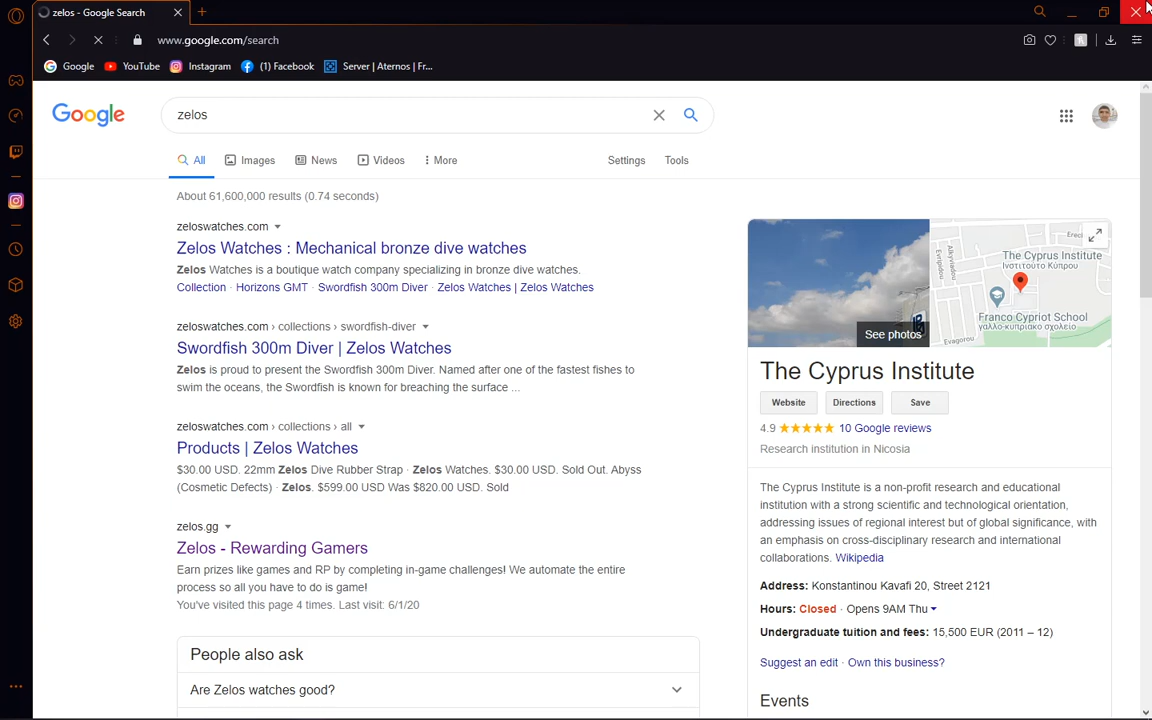 zelos - Google Search
www.google.com/search
Google YouTube Instagram (1) Facebook Server | Aternos | Fr...
Google
zelos
All Images News Videos More Settings Tools
About 61,600,000 results (0.74 seconds)
zeloswatches.com
Zelos Watches : Mechanical bronze dive watches
Zelos Watches is a boutique watch company specializing in bronze dive watches.
Collection · Horizons GMT · Swordfish 300m Diver · Zelos Watches | Zelos Watches
zeloswatches.com › collections › swordfish-diver
Swordfish 300m Diver | Zelos Watches
Zelos is proud to present the Swordfish 300m Diver. Named after one of the fastest fishes to
swim the oceans, the Swordfish is known for breaching the surface ...
zeloswatches.com › collections › all
Products | Zelos Watches
$30.00 USD. 22mm Zelos Dive Rubber Strap · Zelos Watches. $30.00 USD. Sold Out. Abyss
(Cosmetic Defects) · Zelos. $599.00 USD Was $820.00 USD. Sold
zelos.gg
Zelos - Rewarding Gamers
Earn prizes like games and RP by completing in-game challenges! We automate the entire
process so all you have to do is game!
You've visited this page 4 times. Last visit: 6/1/20
People also ask
Are Zelos watches good?
See photos
Evripidou
Alkyviadou
The Cyprus Institute
Ινστιτούτο Κύπρου
Franco Cypriot School
γαλλο-κυπριακό σχολείο
Evagorou
The Cyprus Institute
Website Directions Save
4.9 10 Google reviews
Research institution in Nicosia
The Cyprus Institute is a non-profit research and educational
institution with a strong scientific and technological orientation,
addressing issues of regional interest but of global significance, with
an emphasis on cross-disciplinary research and international
collaborations. Wikipedia
Address: Konstantinou Kavafi 20, Street 2121
Hours: Closed · Opens 9AM Thu
Undergraduate tuition and fees: 15,500 EUR (2011 – 12)
Suggest an edit · Own this business?
Events